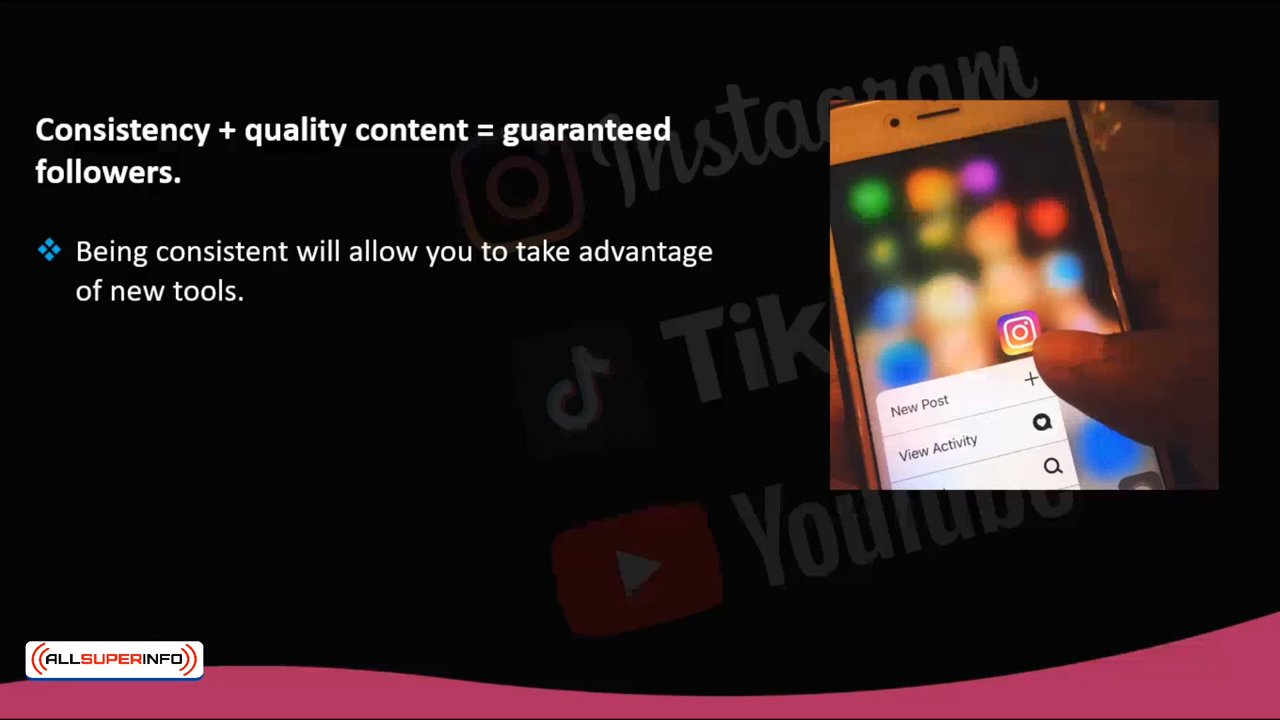 Consistency + quality content = guaranteed
followers.
Being consistent will allow you to take advantage
of new tools.
Instagram
TikT
YouTube
New Post
View Activity
ALLSUPERINFO